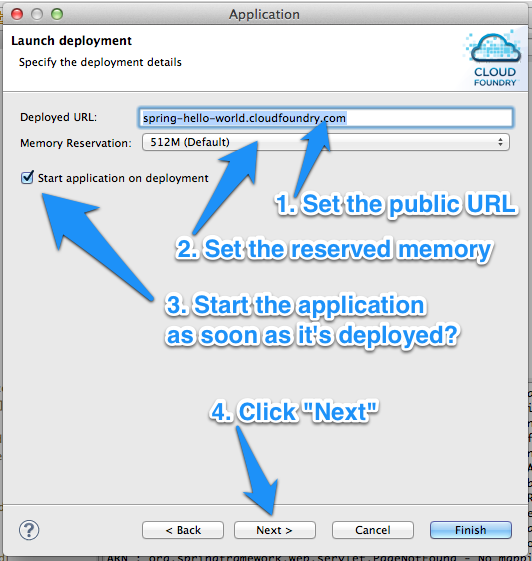 Application
Launch deployment
Specify the deployment details
CLOUD
FOUNDRY
Deployed URL: spring-hello-world.cloudfoundry.com
Memory Reservation: 512M (Default)
Start application on deployment
1. Set the public URL
2. Set the reserved memory
3. Start the application
as soon as it's deployed?
4. Click "Next"
? < Back Next > Cancel Finish
WARN : org.springframework.web.servlet.PageNotFound - No mappi